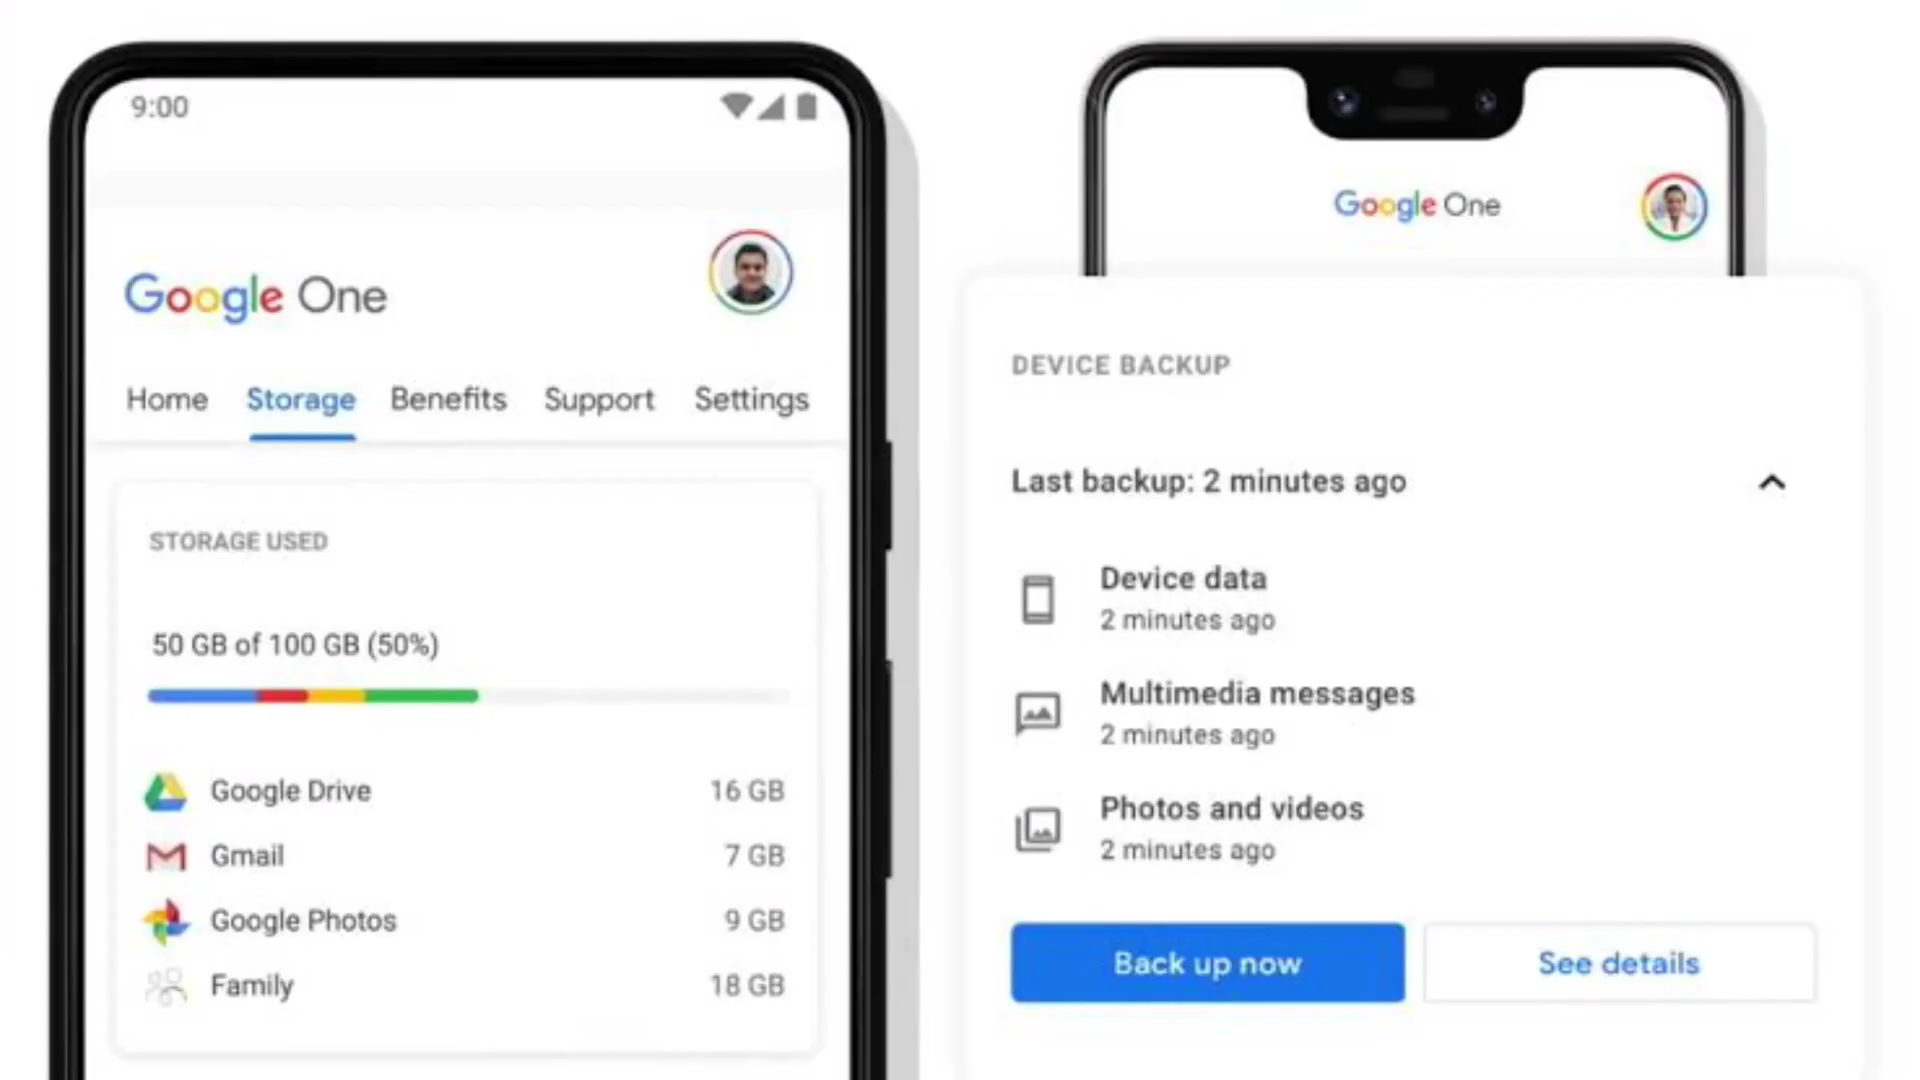 9:00
Google One
Home Storage Benefits Support Settings
STORAGE USED
50 GB of 100 GB (50%)
Google Drive 16 GB
Gmail 7 GB
Google Photos 9 GB
Family 18 GB
Google One
DEVICE BACKUP
Last backup: 2 minutes ago
Device data
2 minutes ago
Multimedia messages
2 minutes ago
Photos and videos
2 minutes ago
Back up now
See details